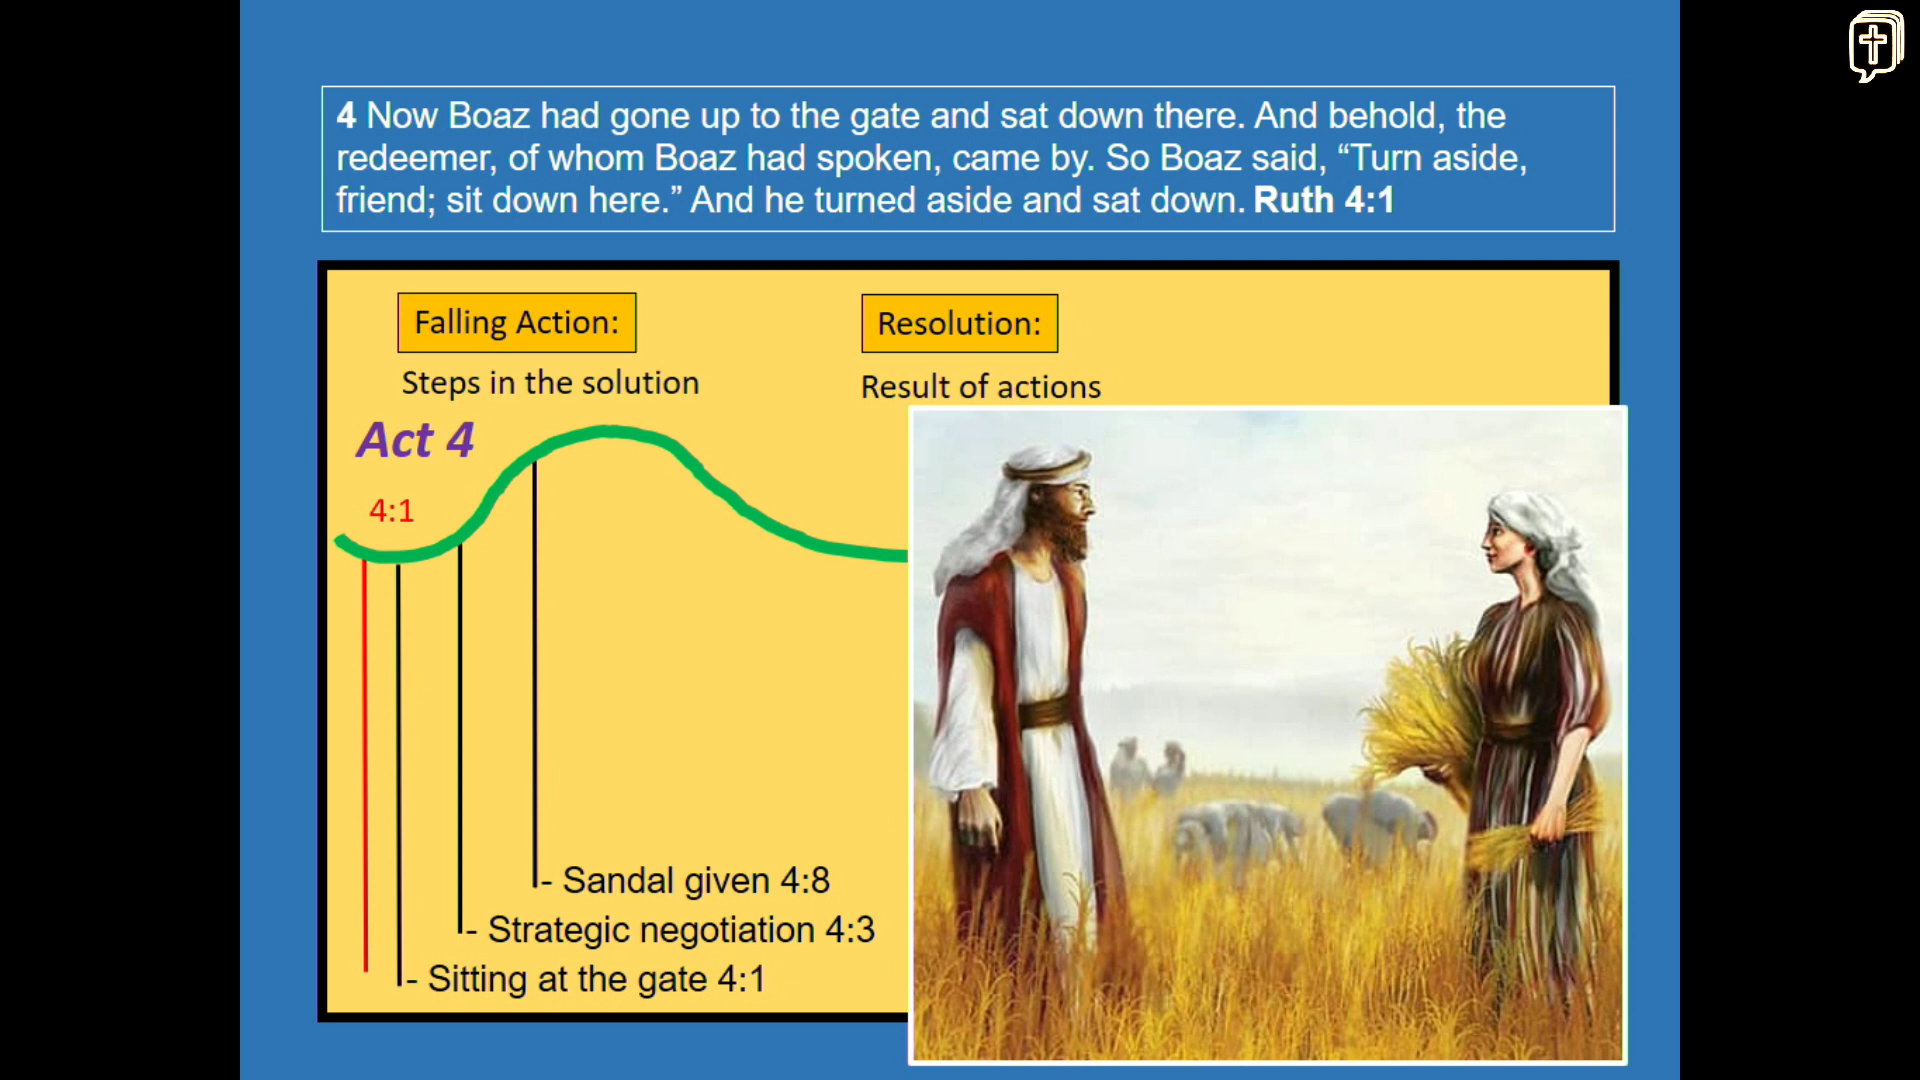 4 Now Boaz had gone up to the gate and sat down there. And behold, the
redeemer, of whom Boaz had spoken, came by. So Boaz said, “Turn aside,
friend; sit down here.” And he turned aside and sat down. Ruth 4:1
Falling Action:
Steps in the solution
Resolution:
Result of actions
Act 4
4:1
- Sandal given 4:8
- Strategic negotiation 4:3
- Sitting at the gate 4:1